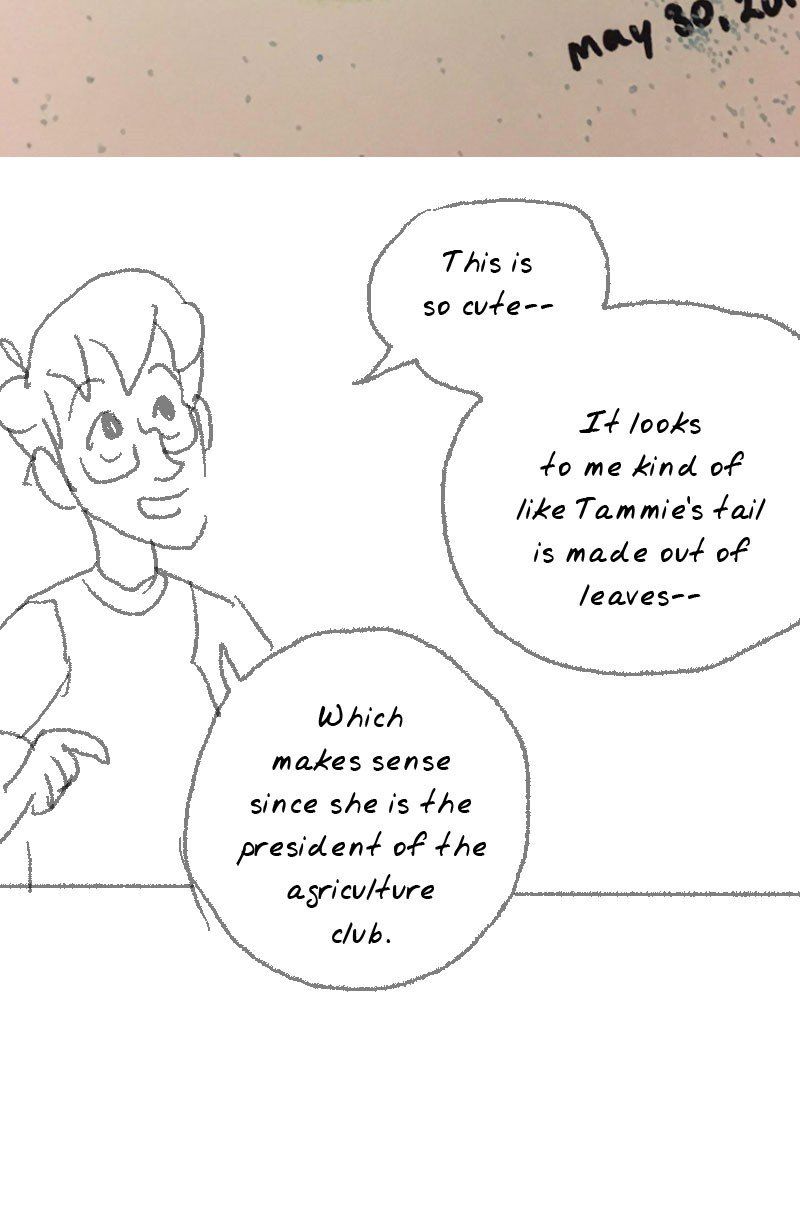 may 30, 20
This is
so cute--
It looks
to me kind of
like Tammie's tail
is made out of
leaves--
Which
makes sense
since she is the
president of the
agriculture
club.